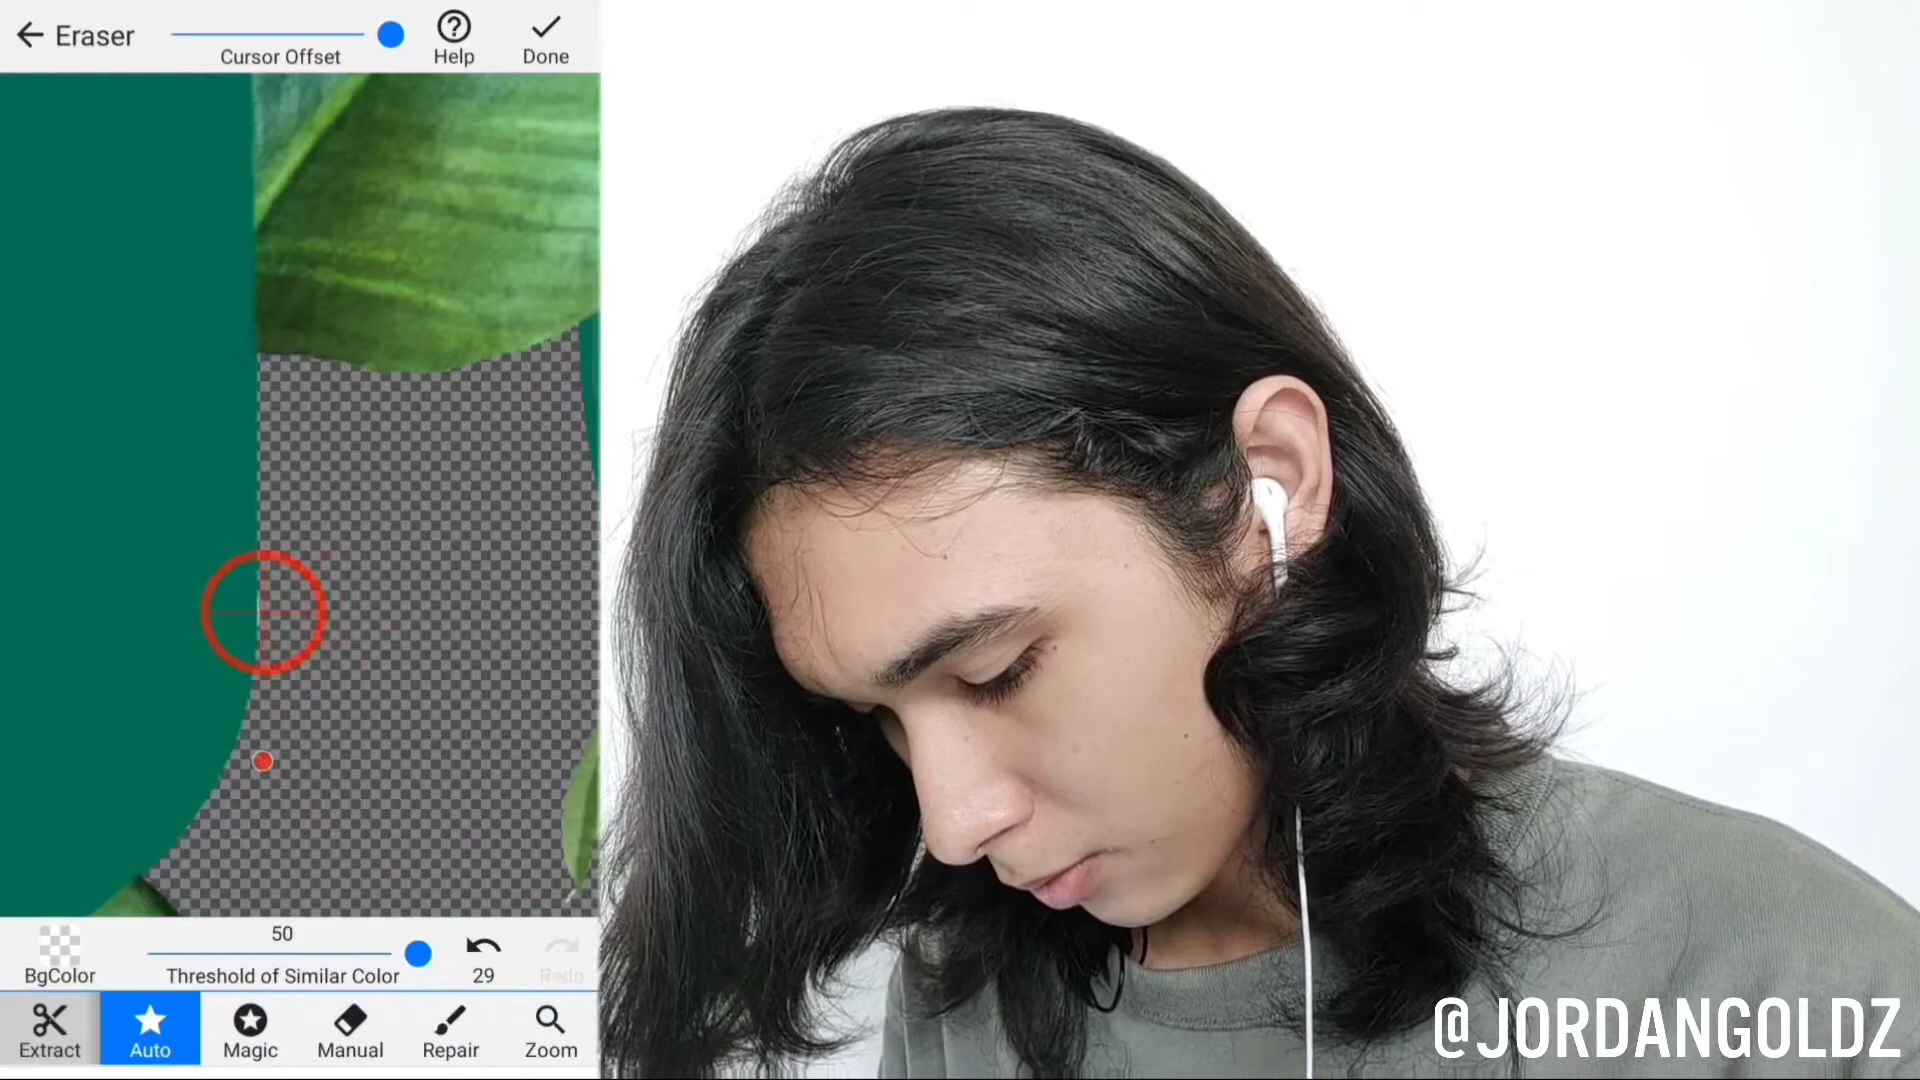 Eraser
Cursor Offset
Help
Done
50
BgColor
Threshold of Similar Color
29
Redo
Extract
Auto
Magic
Manual
Repair
Zoom
@JORDANGOLDZ